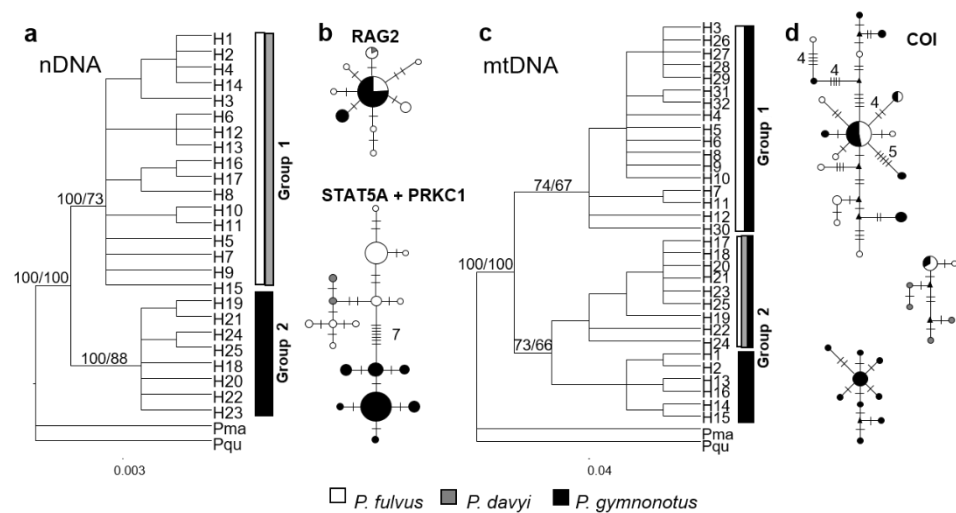 a
nDNA
H1
H2
H4
H14
H3
H6
H12
H13
H16
H17
H8
H10
H11
H5
H7
H9
H15
H19
H21
H24
H25
H18
H20
H22
H23
Pma
Pqu
100/73
100/100
100/88
Group 1
Group 2
0.003
b
RAG2
STAT5A + PRKC1
7
c
mtDNA
H3
H26
H27
H28
H29
H31
H32
H4
H5
H6
H8
H9
H10
H7
H11
H12
H30
H17
H18
H20
H21
H23
H25
H19
H22
H24
H1
H2
H13
H16
H14
H15
Pma
Pqu
74/67
100/100
73/66
Group 1
Group 2
0.04
d
COI
4
4
4
5
P. fulvus
P. davyi
P. gymnonotus